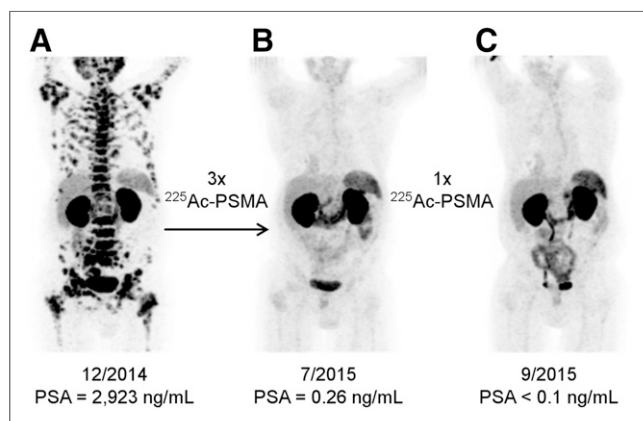 A
B
C
3x
²²⁵Ac-PSMA
1x
²²⁵Ac-PSMA
12/2014
PSA = 2,923 ng/mL
7/2015
PSA = 0.26 ng/mL
9/2015
PSA < 0.1 ng/mL